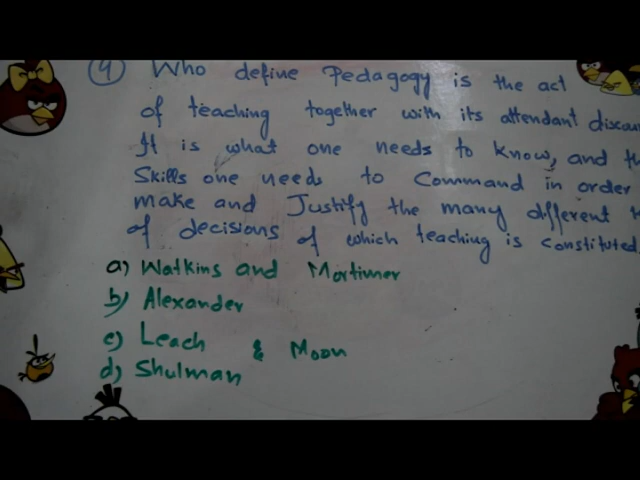 4 Who define Pedagogy is the act
of teaching together with its attendant
It is what one needs to know, and
Skills one needs to Command in order
make and Justify the many different
of decisions of which teaching is constituted
a) Watkins and Mortimer
b) Alexander
c) Leach & Moon
d) Shulman